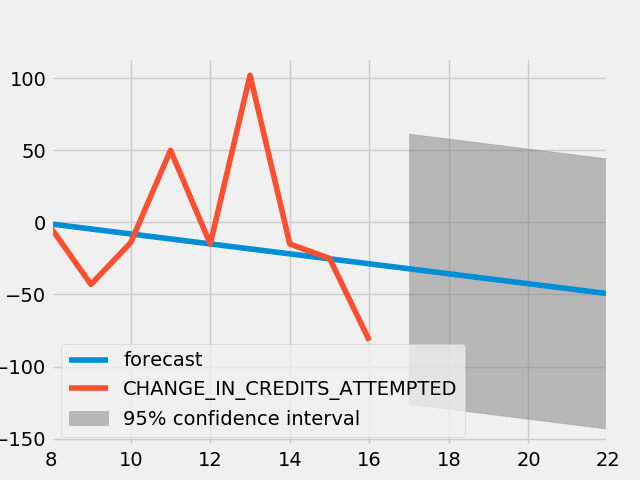 100
50
0
−50
−100
forecast
CHANGE_IN_CREDITS_ATTEMPTED
95% confidence interval
−150
8 10 12 14 16 18 20 22